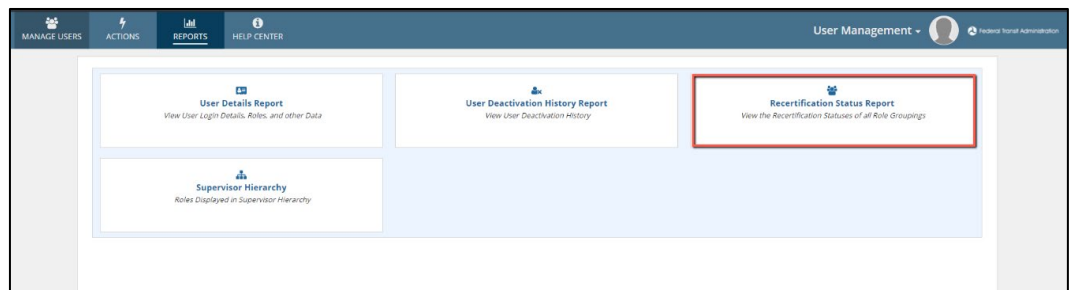 MANAGE USERS
ACTIONS
REPORTS
HELP CENTER
User Management
Federal Transit Administration
User Details Report
View User Login Details, Roles, and other Data
User Deactivation History Report
View User Deactivation History
Recertification Status Report
View the Recertification Statuses of all Role Groupings
Supervisor Hierarchy
Roles Displayed in Supervisor Hierarchy